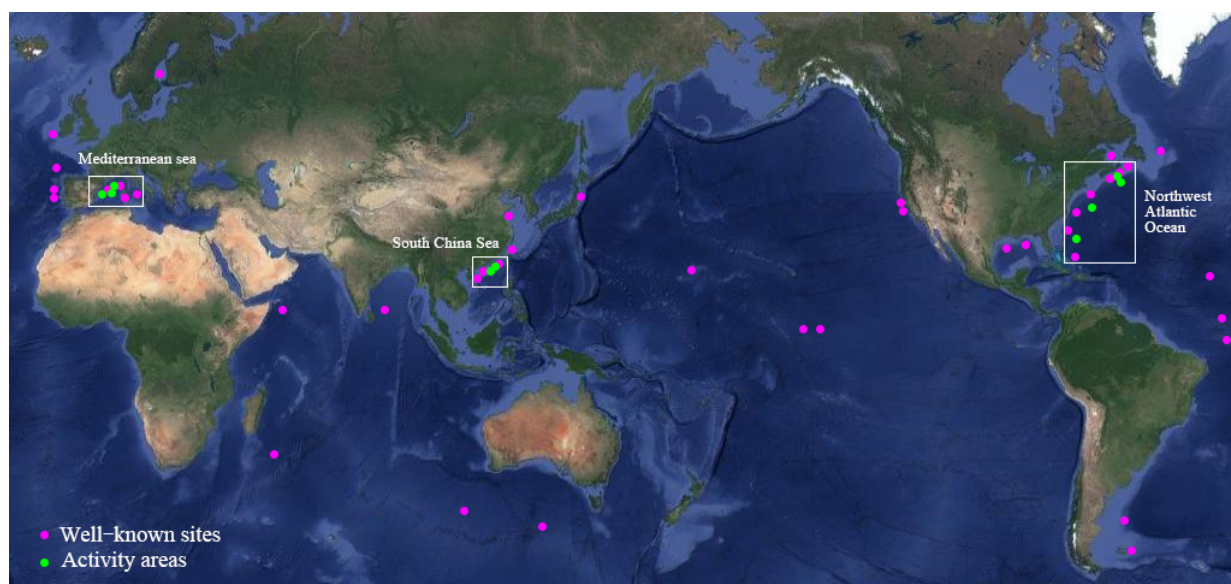 Mediterranean sea
South China Sea
Northwest
Atlantic
Ocean
Well-known sites
Activity areas